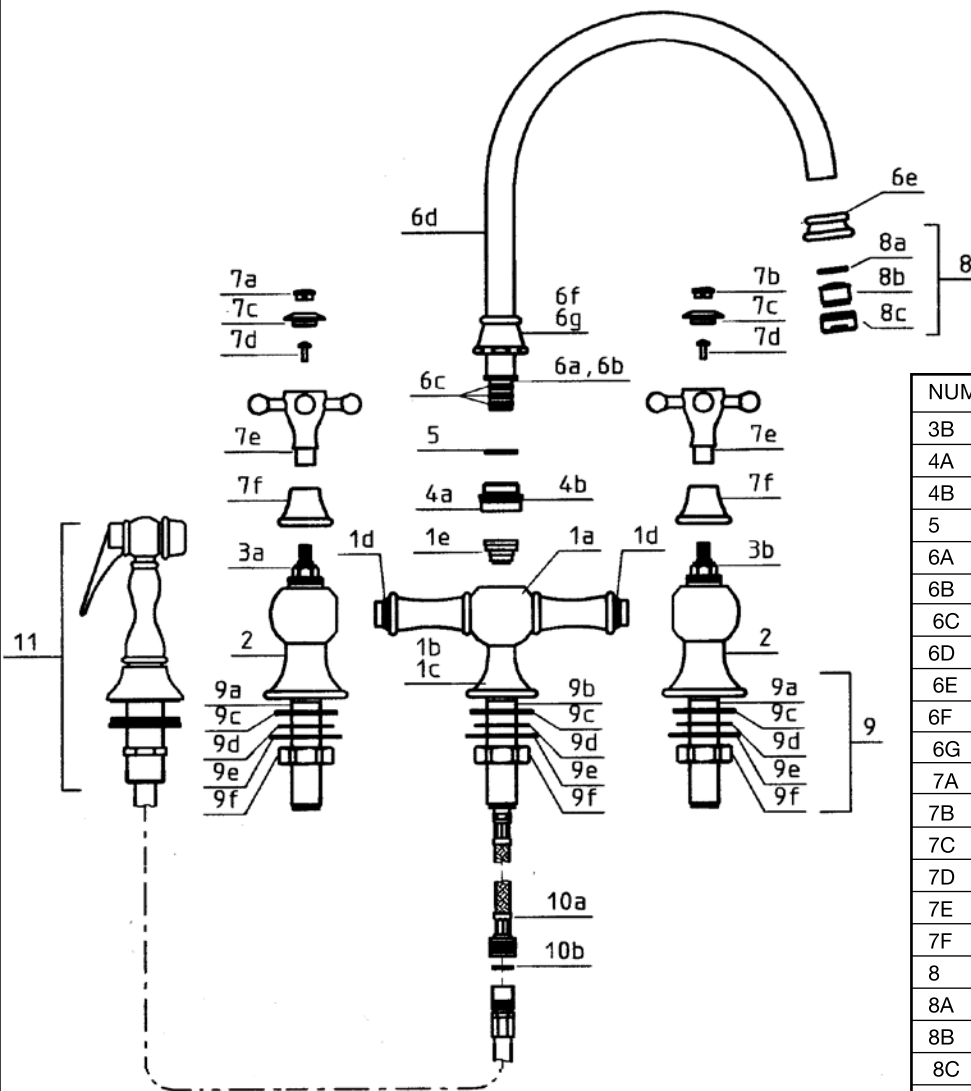 6e
6d
8a
8
7a
7b
8b
6f
7c
7c
6g
8c
7d
7d
6a,6b
6c
NUM
3B
5
7e
7e
4A
4a
4b
7f
7f
4B
1d
1e
1a
1d
5
3a
3b
6A
6B
11
2
1b
2
6C
1c
6D
9a
9b
9a
6E
9c
9c
9c
9
9d
9d
9d
6F
9e
9e
9e
6G
9f
9f
9f
7A
7B
7C
7D
10a
7E
7F
10b
8
8A
8B
8C